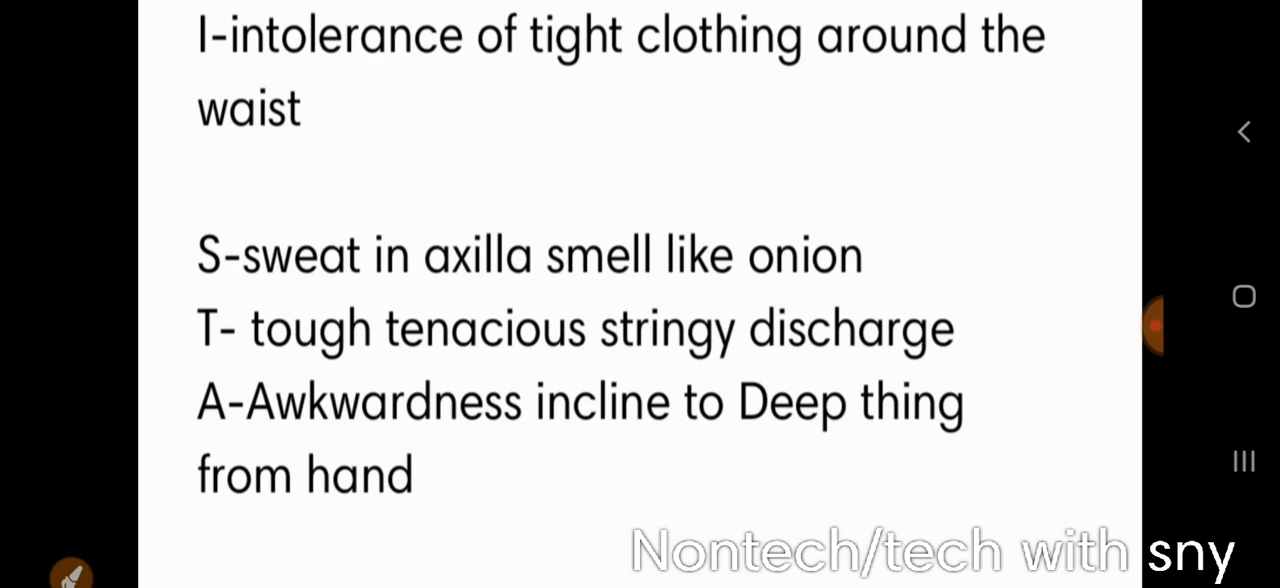 I-intolerance of tight clothing around the
waist
S-sweat in axilla smell like onion
T- tough tenacious stringy discharge
A-Awkwardness incline to Deep thing
from hand
Nontech/tech with sny